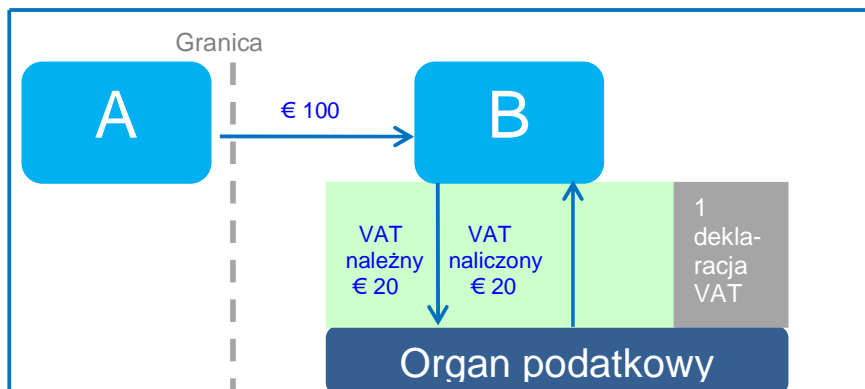 Granica
A
€ 100
B
VAT
należny
€ 20
VAT
naliczony
€ 20
1
dekla-
racja
VAT
Organ podatkowy